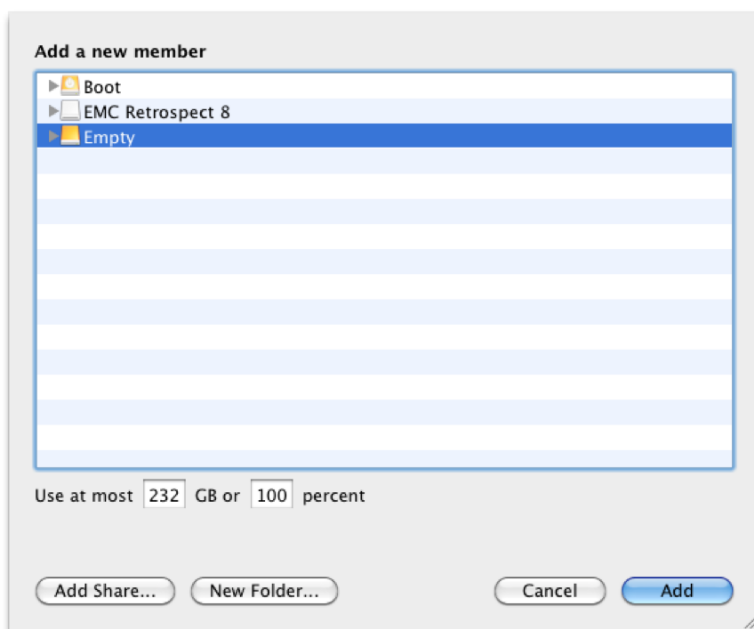 Add a new member
Boot
EMC Retrospect 8
Empty
Use at most 232 GB or 100 percent
Add Share... New Folder... Cancel Add